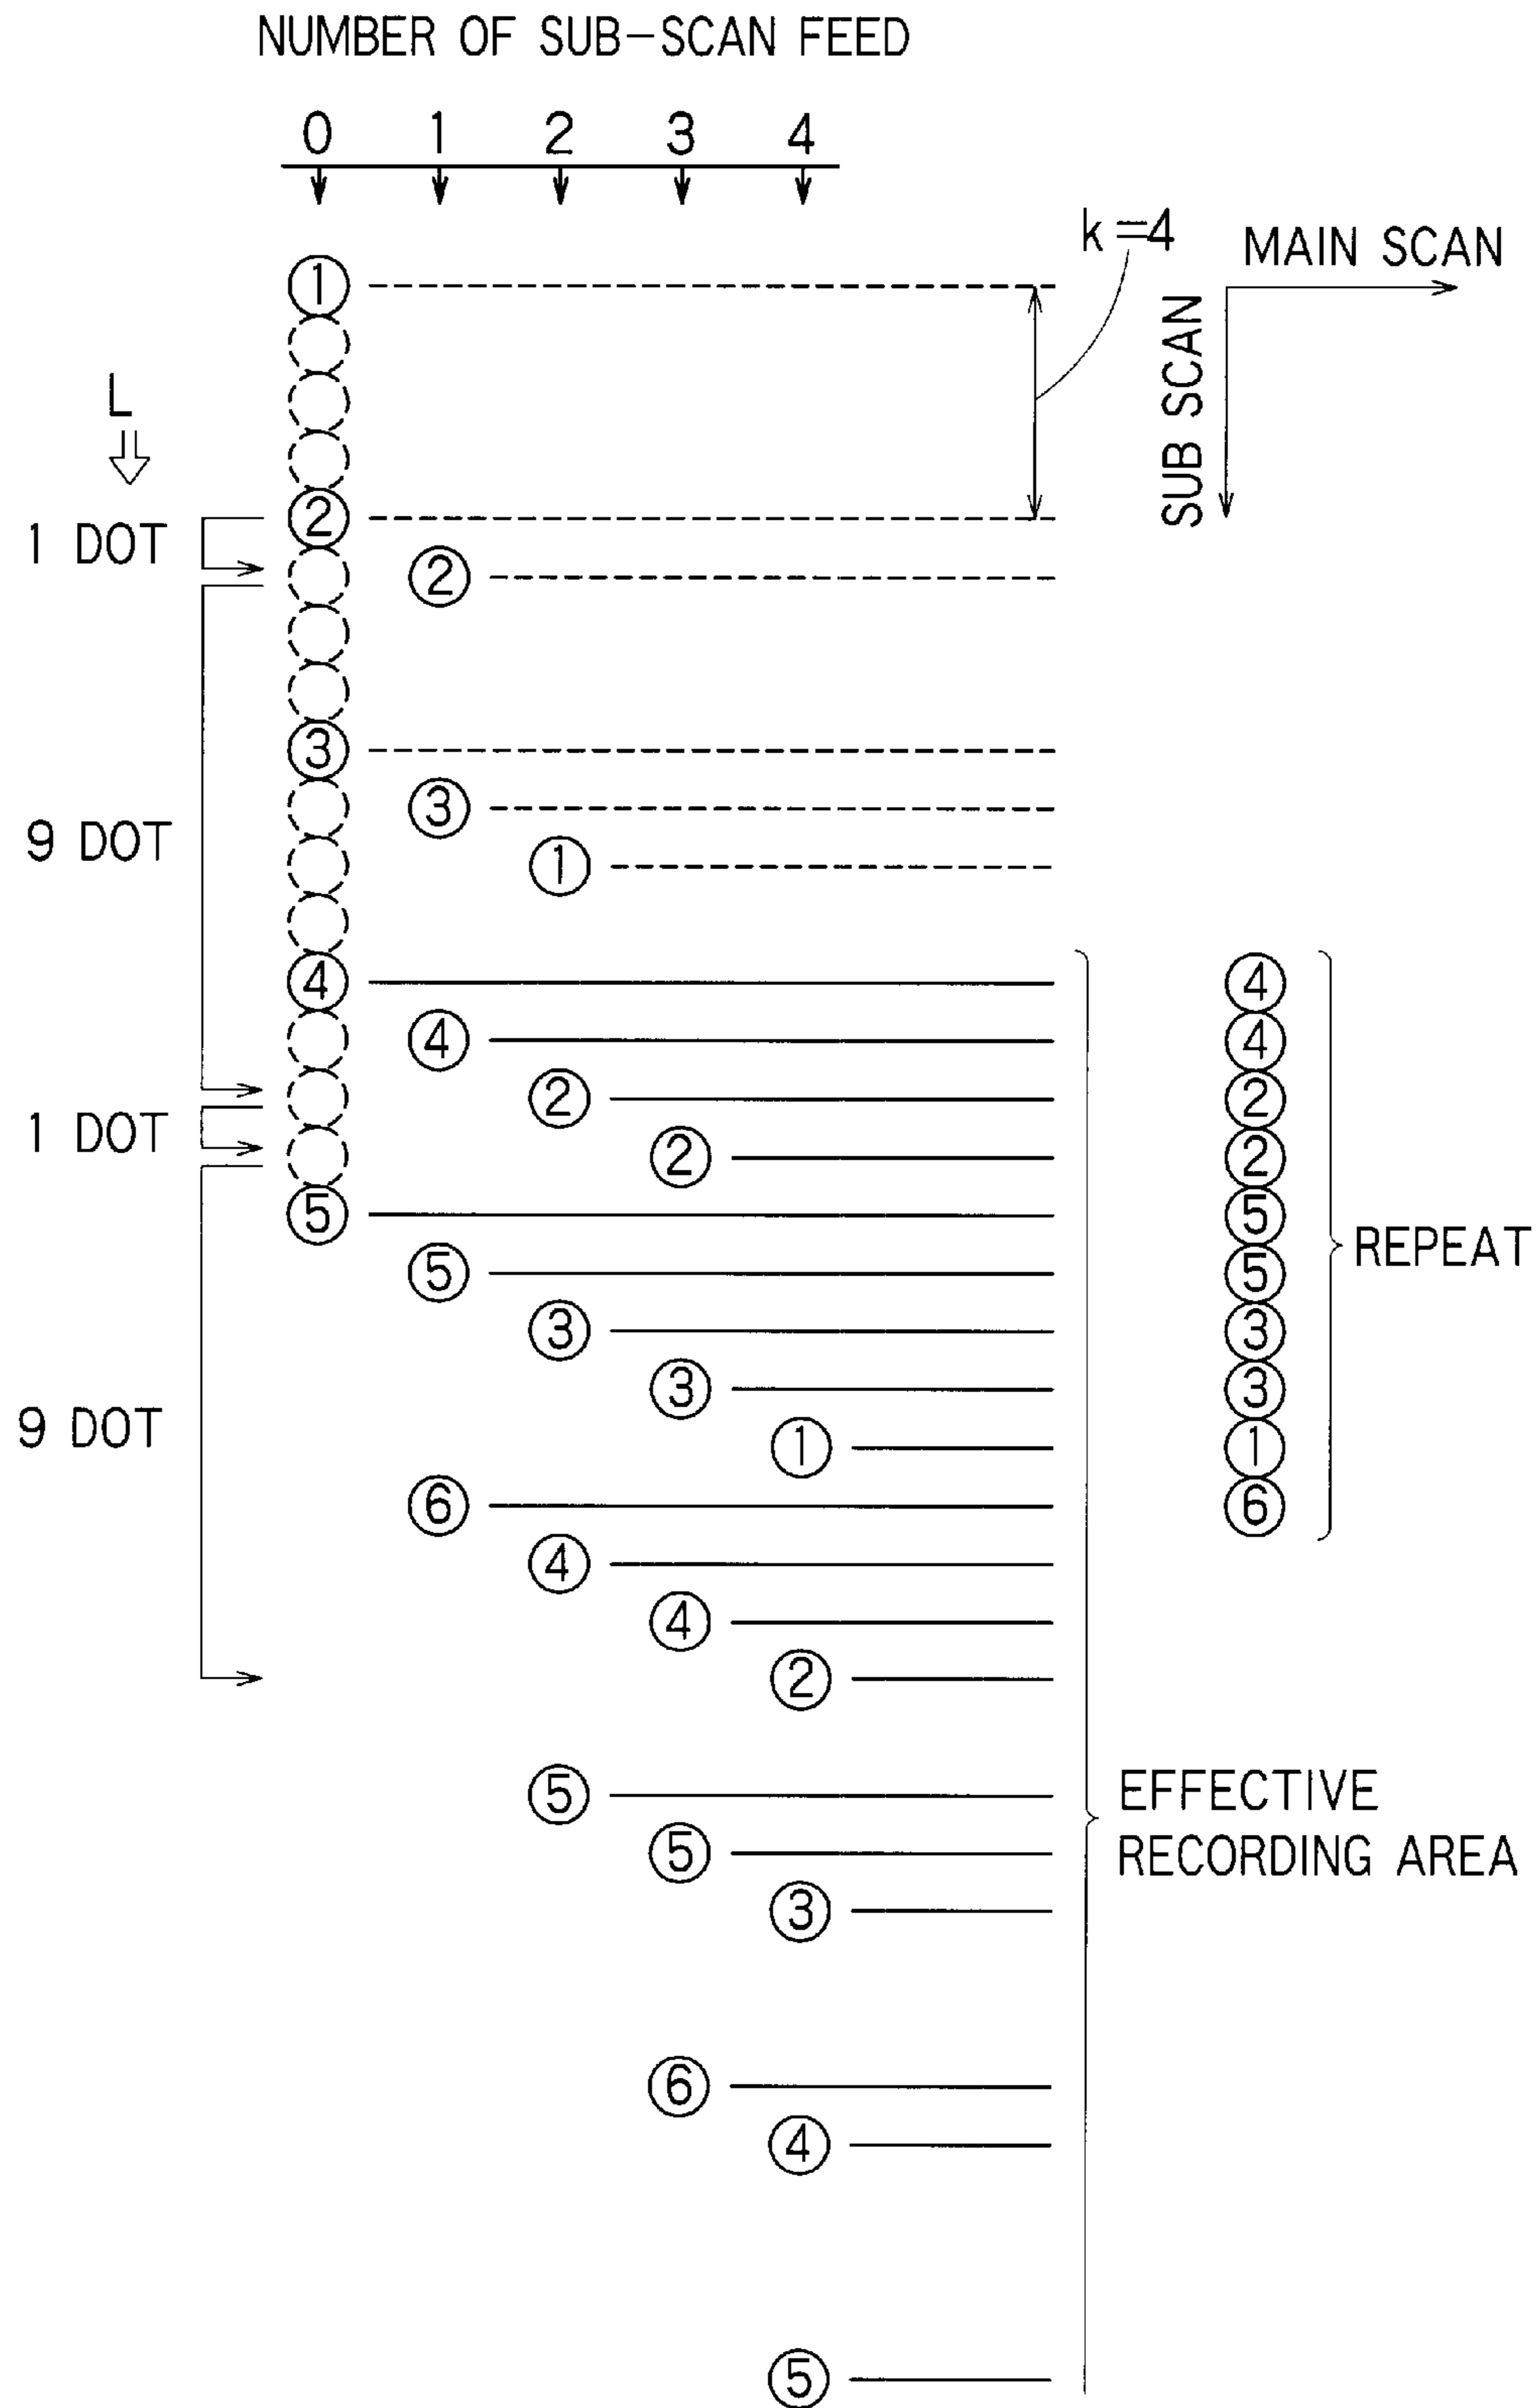 NUMBER OF SUB-SCAN FEED
0 1 2 3 4
k=4
MAIN SCAN
SUB SCAN
①
L
②
1 DOT
②
③
③
9 DOT
①
④ ④
④ ④
② ②
1 DOT
② ②
⑤ ⑤
REPEAT
⑤ ⑤
③ ③
③ ③
9 DOT
① ①
⑥ ⑥
④
④
②
⑤
EFFECTIVE
RECORDING AREA
⑤
③
⑥
④
⑤